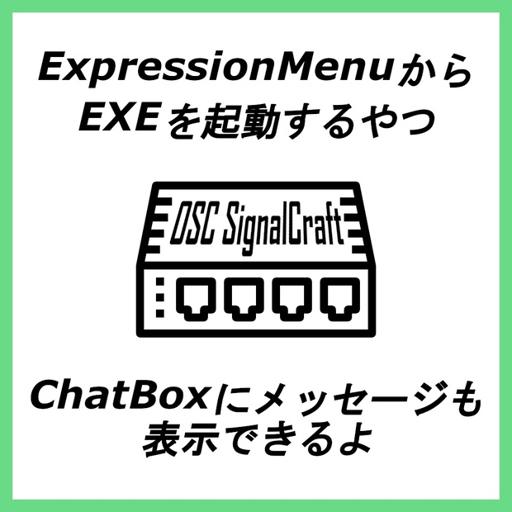 ExpressionMenuから
EXEを起動するやつ
OSC SignalCraft
ChatBoxにメッセージも
表示できるよ